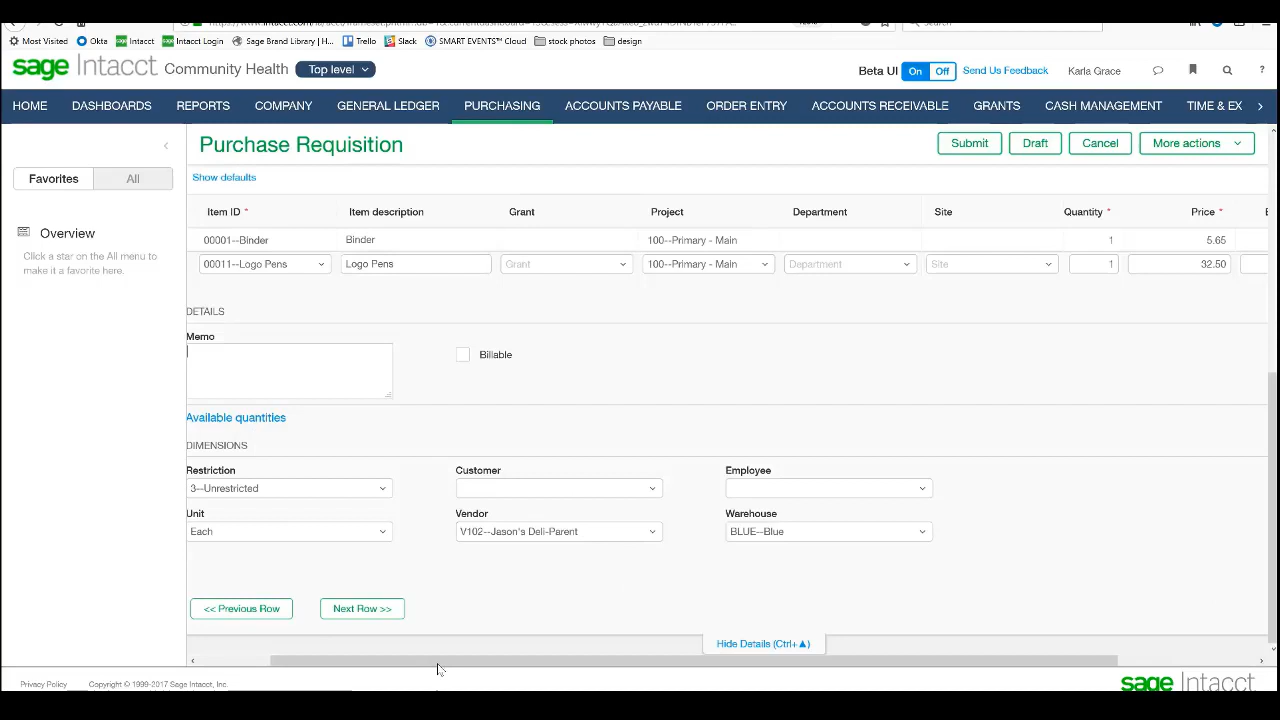 Most Visited Okta Intacct Intacct Login Sage Brand Library | H... Trello Slack SMART EVENTS™ Cloud stock photos design
sage Intacct Community Health Top level Beta UI On Off Send Us Feedback Karla Grace ?
HOME DASHBOARDS REPORTS COMPANY GENERAL LEDGER PURCHASING ACCOUNTS PAYABLE ORDER ENTRY ACCOUNTS RECEIVABLE GRANTS CASH MANAGEMENT TIME & EX
Purchase Requisition Submit Draft Cancel More actions
Favorites All
Show defaults
Item ID * Item description Grant Project Department Site Quantity * Price *
00001--Binder Binder 100--Primary - Main 1 5.65
00011--Logo Pens Logo Pens Grant 100--Primary - Main Department Site 1 32.50
Overview
Click a star on the All menu to
make it a favorite here.
DETAILS
Memo
Billable
Available quantities
DIMENSIONS
Restriction Customer Employee
3--Unrestricted
Unit Vendor Warehouse
Each V102--Jason's Deli-Parent BLUE--Blue
<< Previous Row Next Row >>
Hide Details (Ctrl+▲)
Privacy Policy Copyright © 1999-2017 Sage Intacct, Inc. sage Intacct